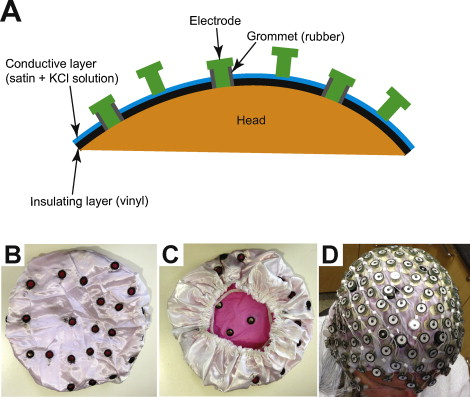 A
Electrode
Grommet (rubber)
Conductive layer
(satin + KCl solution)
Head
Insulating layer (vinyl)
B
C
D